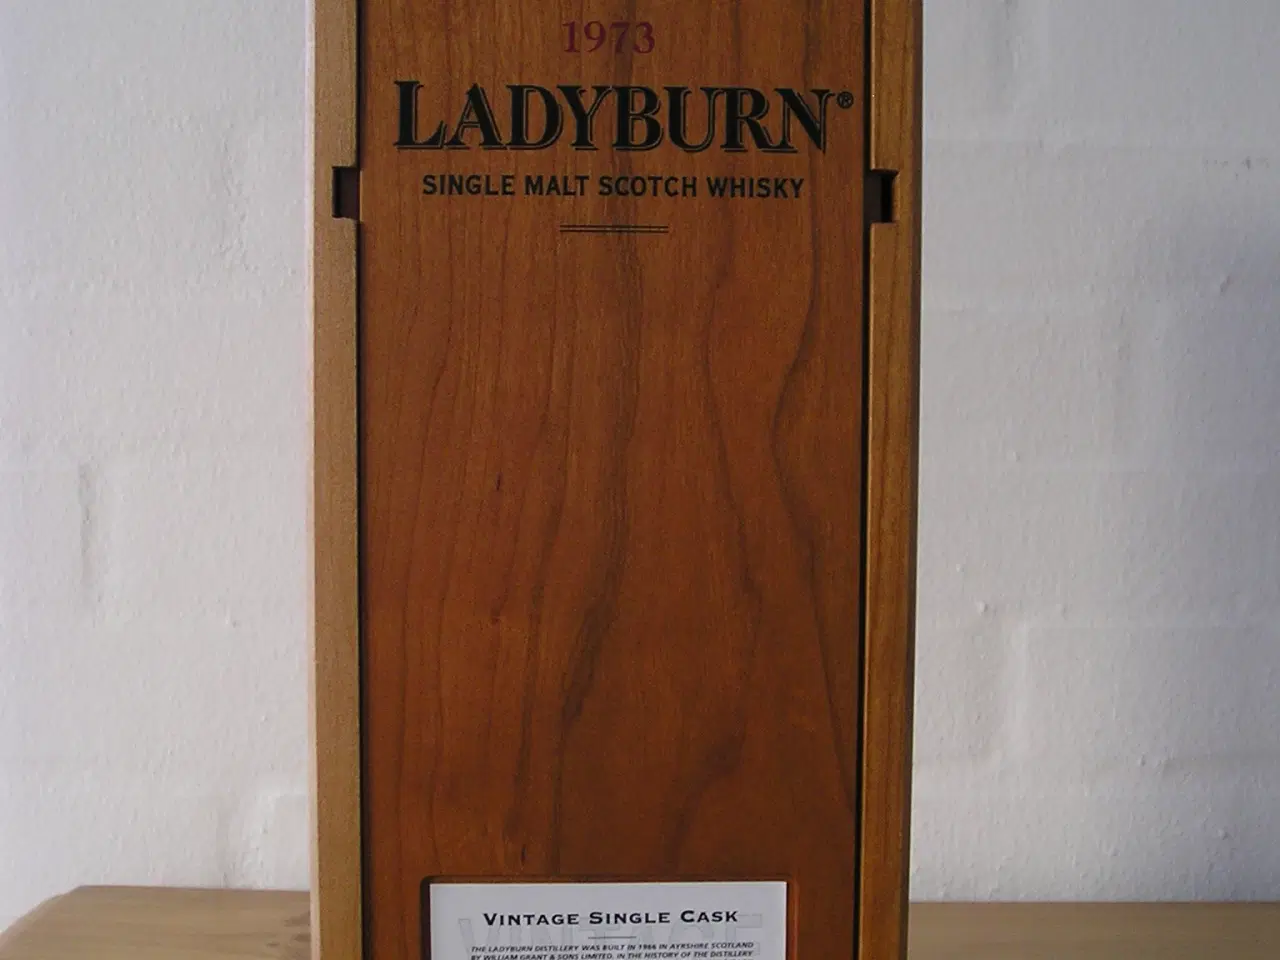 1973
LADYBURN®
SINGLE MALT SCOTCH WHISKY
VINTAGE SINGLE CASK
THE LADYBURN DISTILLERY WAS BUILT IN 1966 IN AYRSHIRE SCOTLAND
BY WILLIAM GRANT & SONS LIMITED. IN THE HISTORY OF THE DISTILLERY